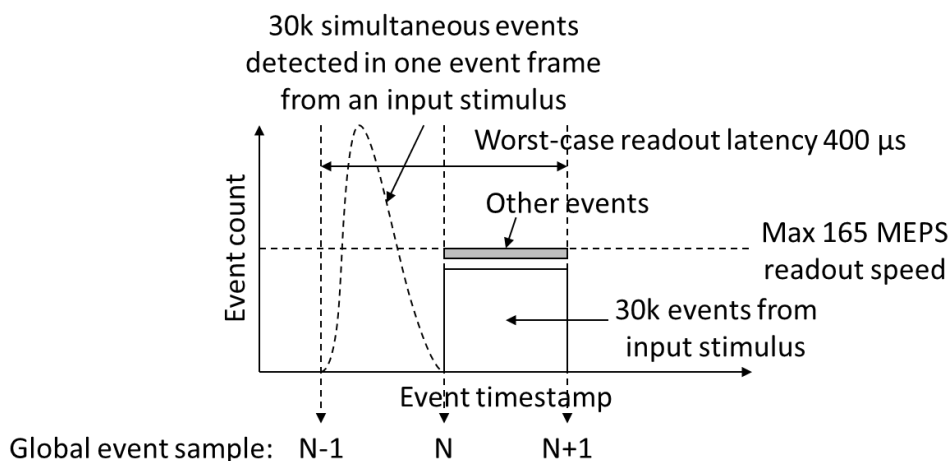 30k simultaneous events
detected in one event frame
from an input stimulus
Worst-case readout latency 400 µs
Other events
Max 165 MEPS
readout speed
30k events from
input stimulus
Event count
Event timestamp
Global event sample: N-1 N N+1